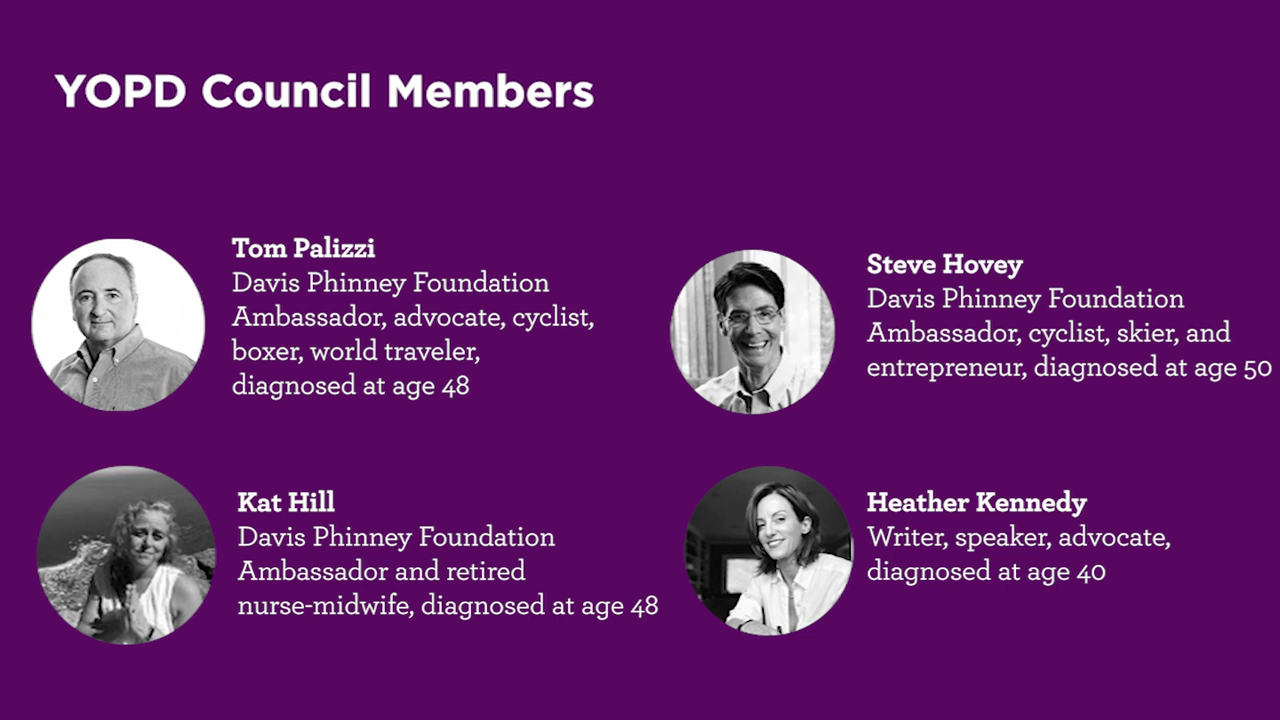 YOPD Council Members
Tom Palizzi
Davis Phinney Foundation
Ambassador, advocate, cyclist,
boxer, world traveler,
diagnosed at age 48
Steve Hovey
Davis Phinney Foundation
Ambassador, cyclist, skier, and
entrepreneur, diagnosed at age 50
Kat Hill
Davis Phinney Foundation
Ambassador and retired
nurse-midwife, diagnosed at age 48
Heather Kennedy
Writer, speaker, advocate,
diagnosed at age 40